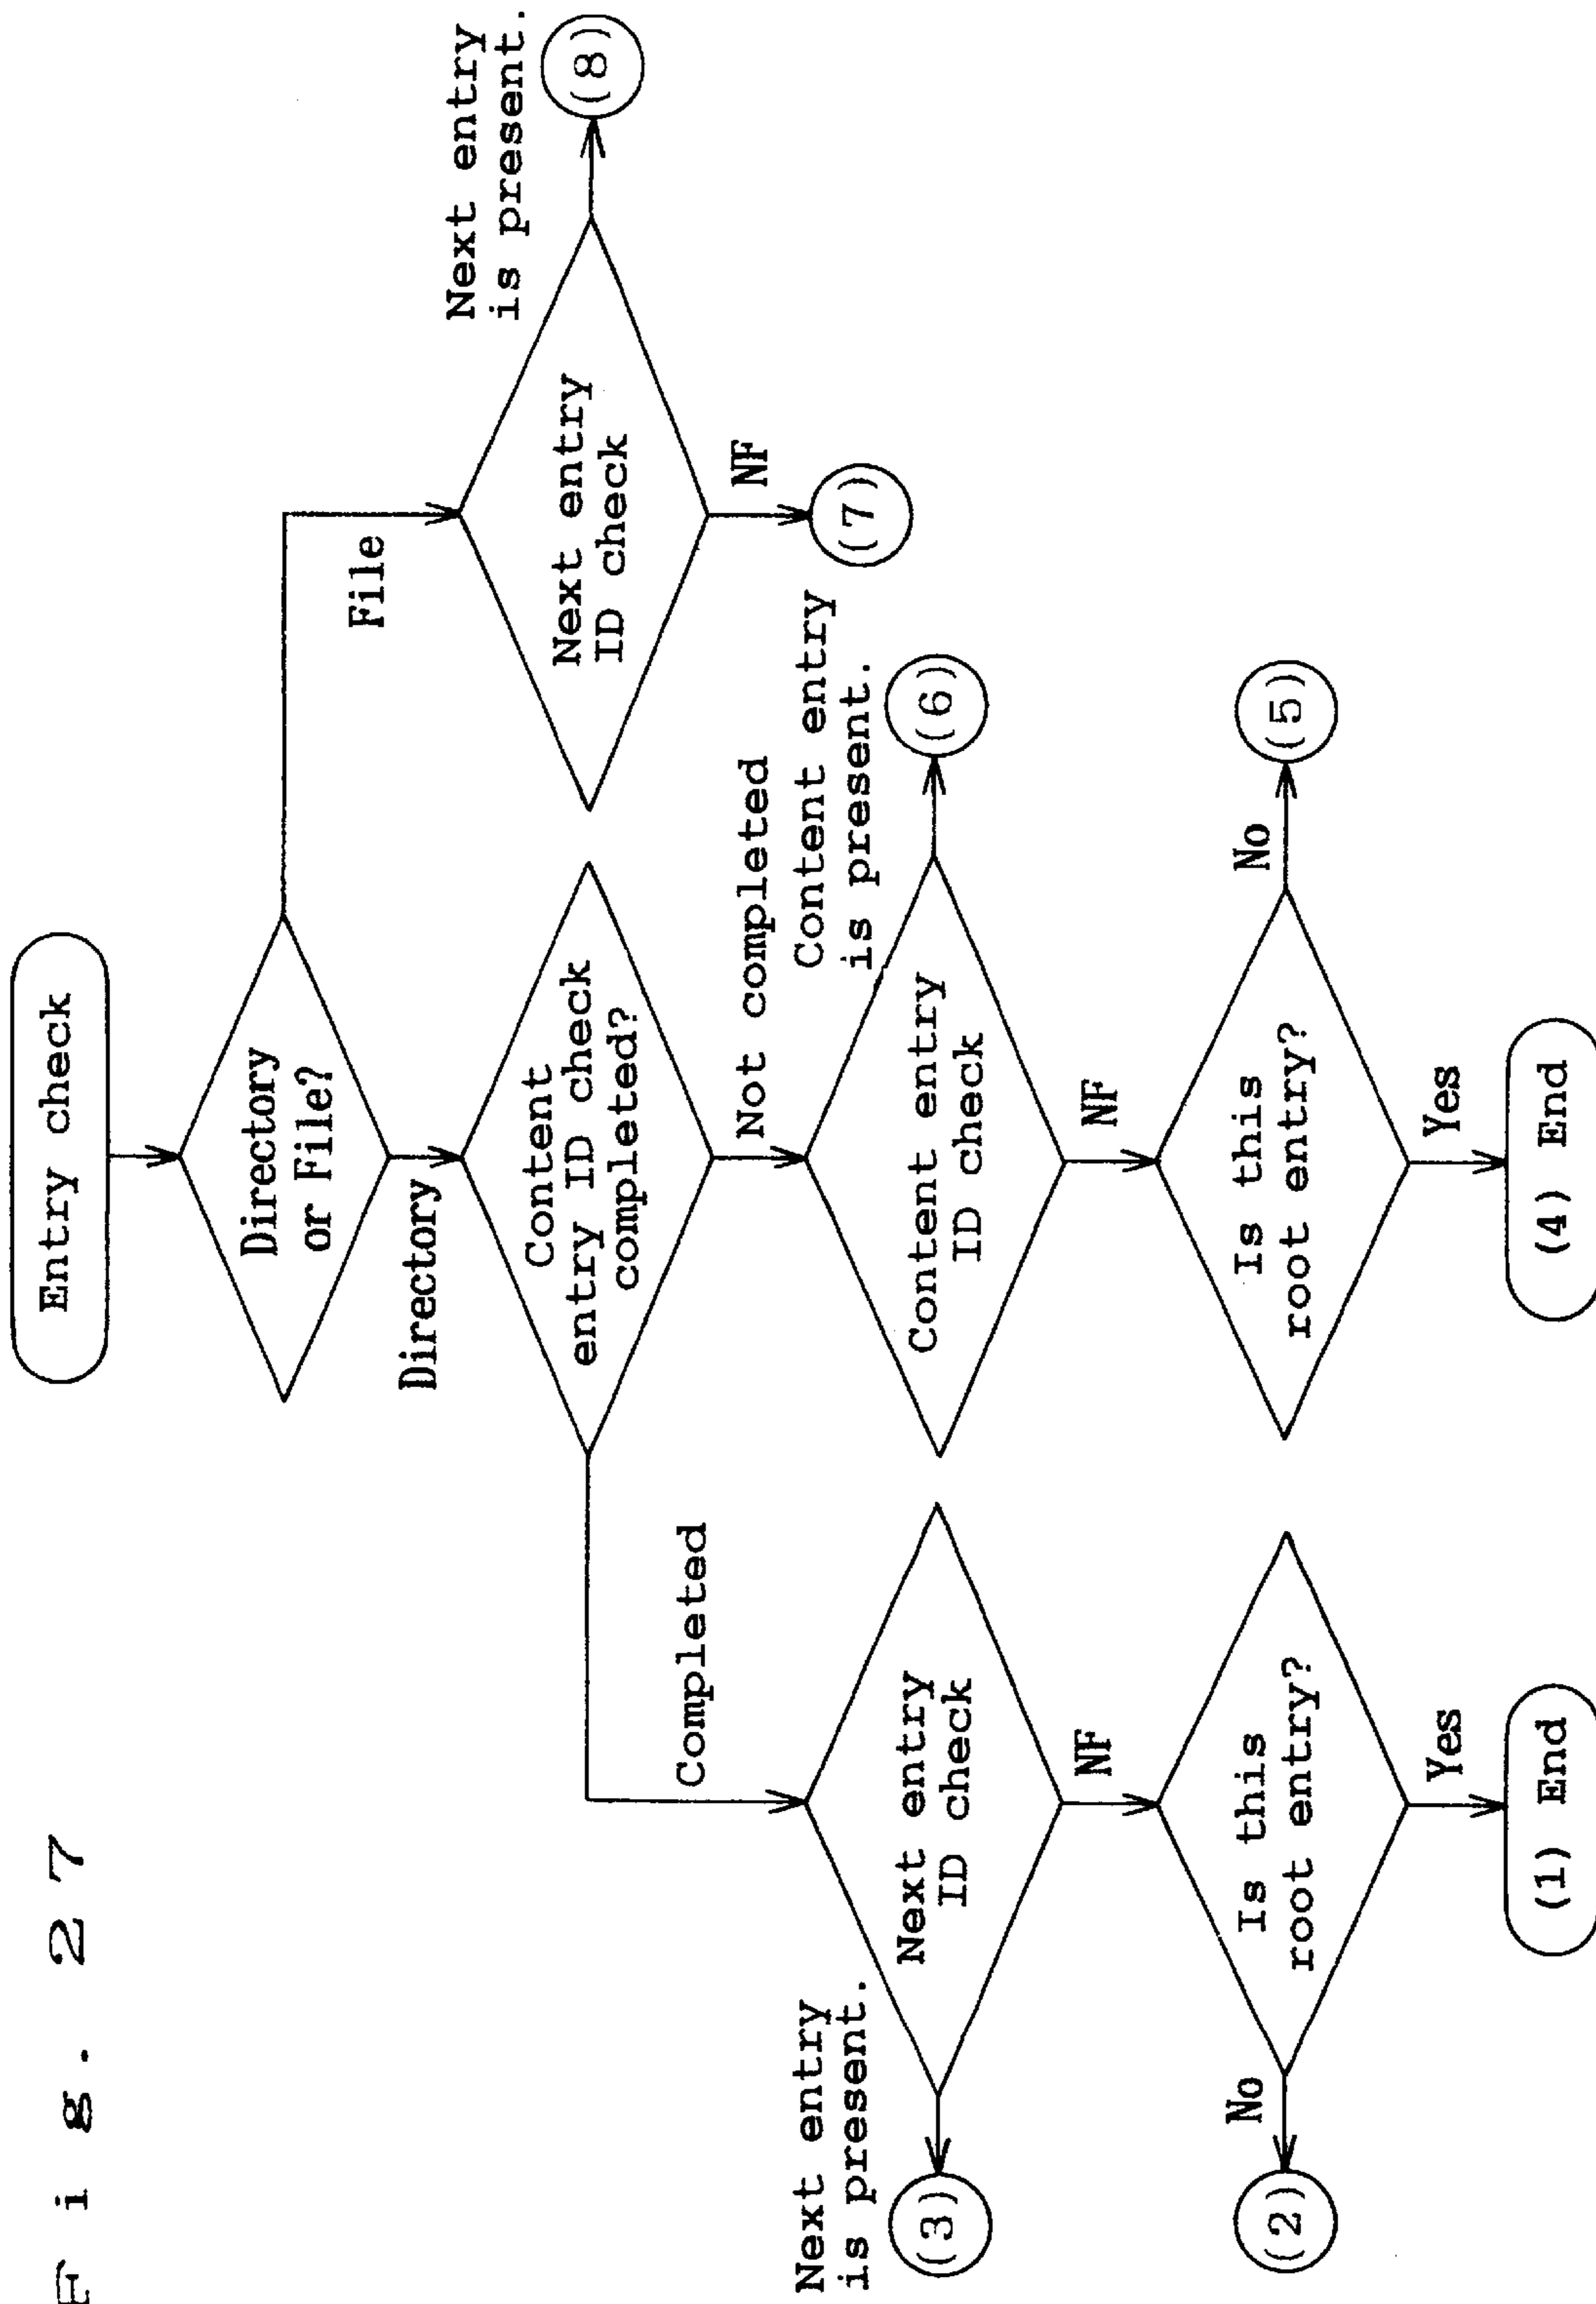 Fig. 27
Entry check
Directory
or File?
File
Directory
Next entry
is present.
(8)
Next entry
ID check
NF
(7)
Content
entry ID check
completed?
Completed
Not completed
Next entry
is present.
(3)
Next entry
ID check
NF
Content entry
is present.
(6)
Content entry
ID check
NF
No
(2)
Is this
root entry?
Yes
(1) End
Is this
root entry?
No
(5)
Yes
(4) End